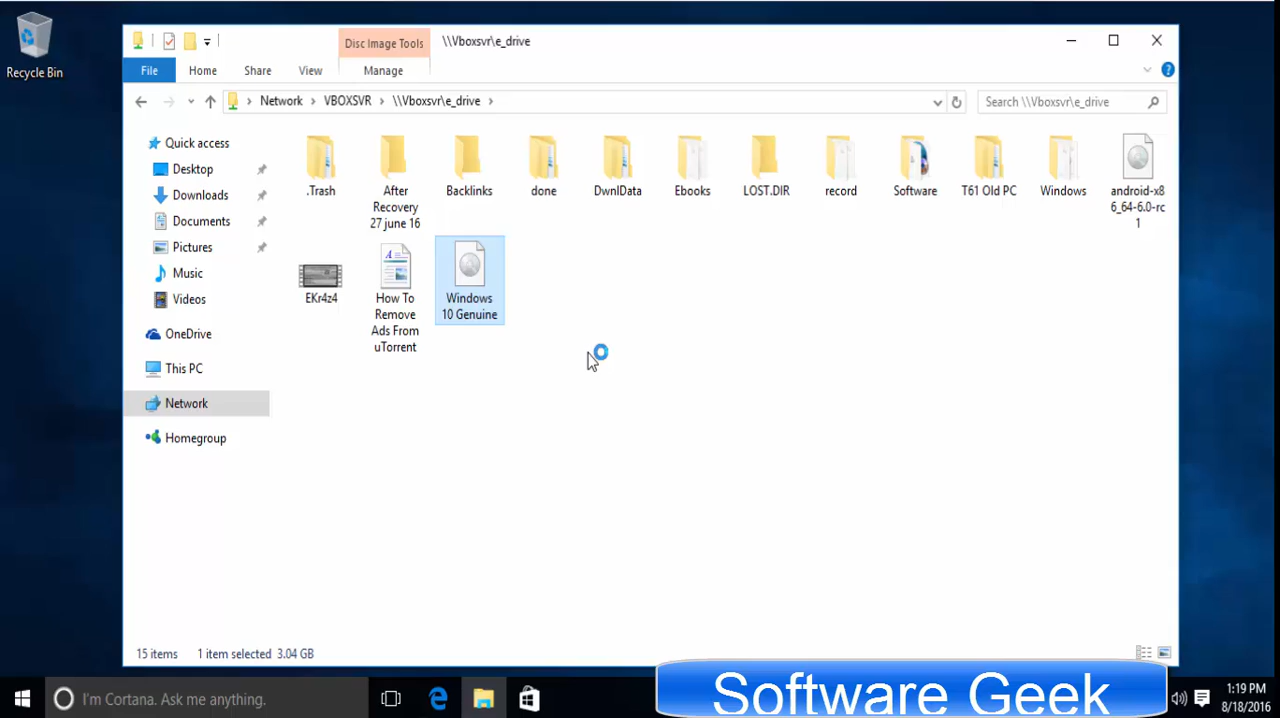 Recycle Bin
Disc Image Tools
\\Vboxsvr\e_drive
File
Home
Share
View
Manage
Network
VBOXSVR
\\Vboxsvr\e_drive
Search \\Vboxsvr\e_drive
Quick access
Desktop
Downloads
Documents
Pictures
Music
Videos
OneDrive
This PC
Network
Homegroup
.Trash
After
Recovery
27 june 16
Backlinks
done
DwnlData
Ebooks
LOST.DIR
record
Software
T61 Old PC
Windows
android-x8
6_64-6.0-rc
1
EKr4z4
How To
Remove
Ads From
uTorrent
Windows
10 Genuine
15 items
1 item selected 3.04 GB
Software Geek
I'm Cortana. Ask me anything.
1:19 PM
8/18/2016